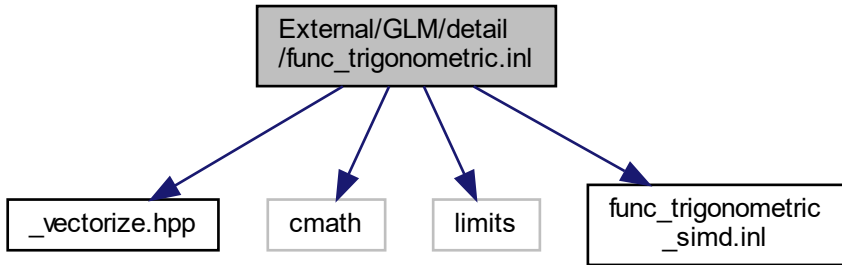 External/GLM/detail
/func_trigonometric.inl
_vectorize.hpp
cmath
limits
func_trigonometric
_simd.inl